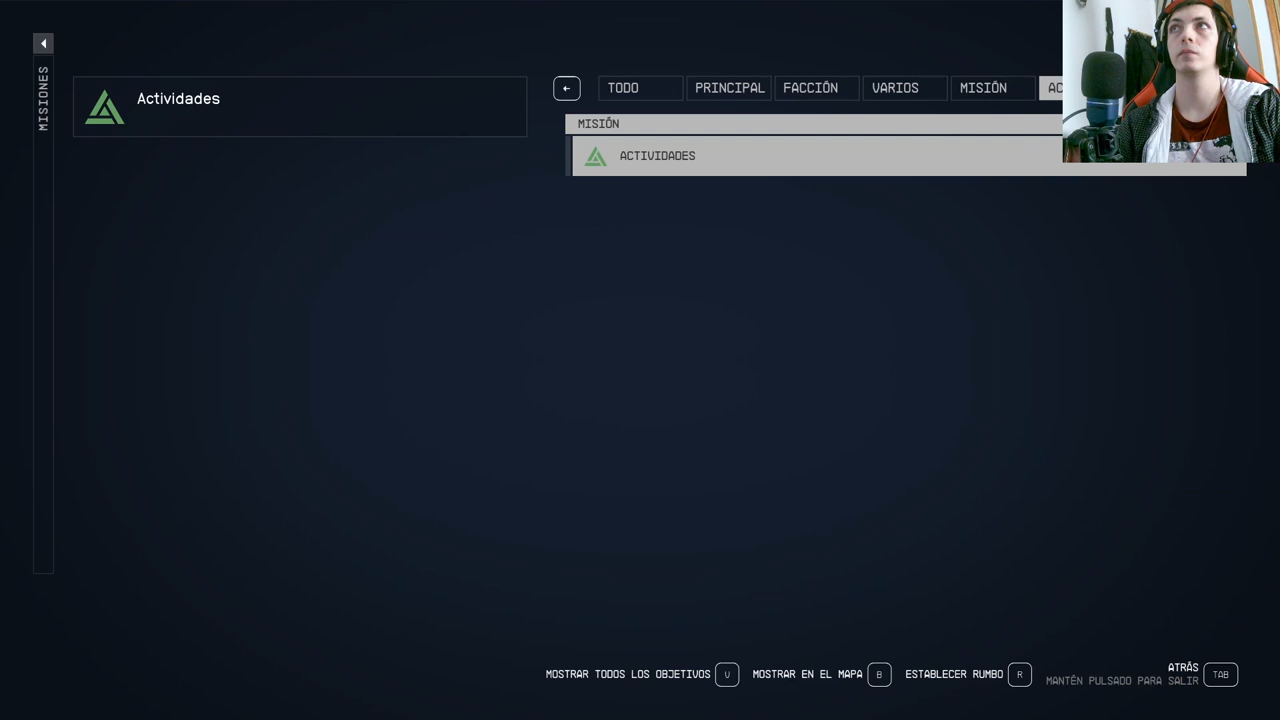 MISIONES
Actividades
TODO PRINCIPAL FACCIÓN VARIOS MISIÓN AC
MISIÓN
ACTIVIDADES
MOSTRAR TODOS LOS OBJETIVOS V MOSTRAR EN EL MAPA B ESTABLECER RUMBO R ATRÁS TAB
MANTÉN PULSADO PARA SALIR